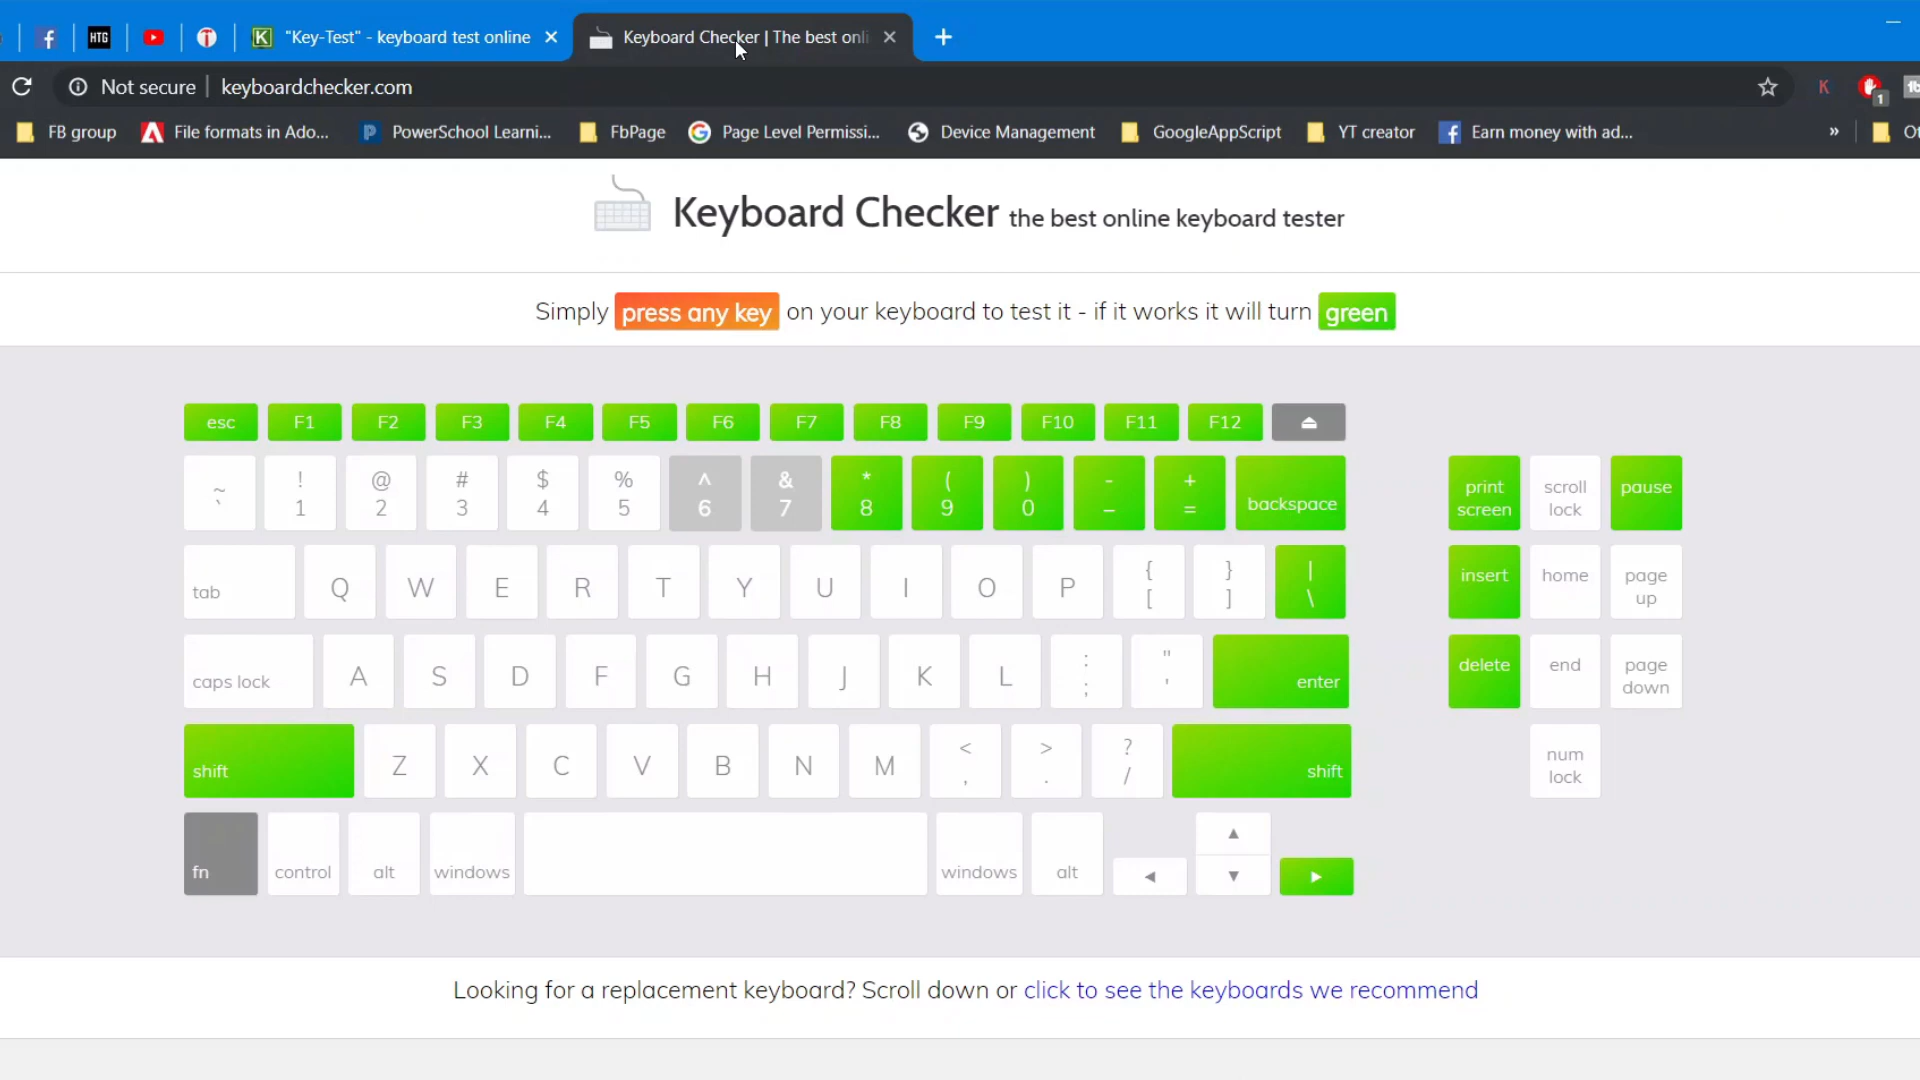 HTG "Key-Test" - keyboard test online Keyboard Checker | The best onli
Not secure keyboardchecker.com K 1
FB group File formats in Ado... PowerSchool Learni... FbPage Page Level Permissi... Device Management GoogleAppScript YT creator Earn money with ad... »
Keyboard Checker the best online keyboard tester
Simply press any key on your keyboard to test it - if it works it will turn green
esc F1 F2 F3 F4 F5 F6 F7 F8 F9 F10 F11 F12
~ ! @ # $ % ^ & * ( ) - + print scroll pause
` 1 2 3 4 5 6 7 8 9 0 _ = backspace screen lock
tab Q W E R T Y U I O P { } | insert home page
[ ] \ up
caps lock A S D F G H J K L : " enter delete end page
; ' down
shift Z X C V B N M < > ? shift num
, . / lock
fn control alt windows windows alt
Looking for a replacement keyboard? Scroll down or click to see the keyboards we recommend